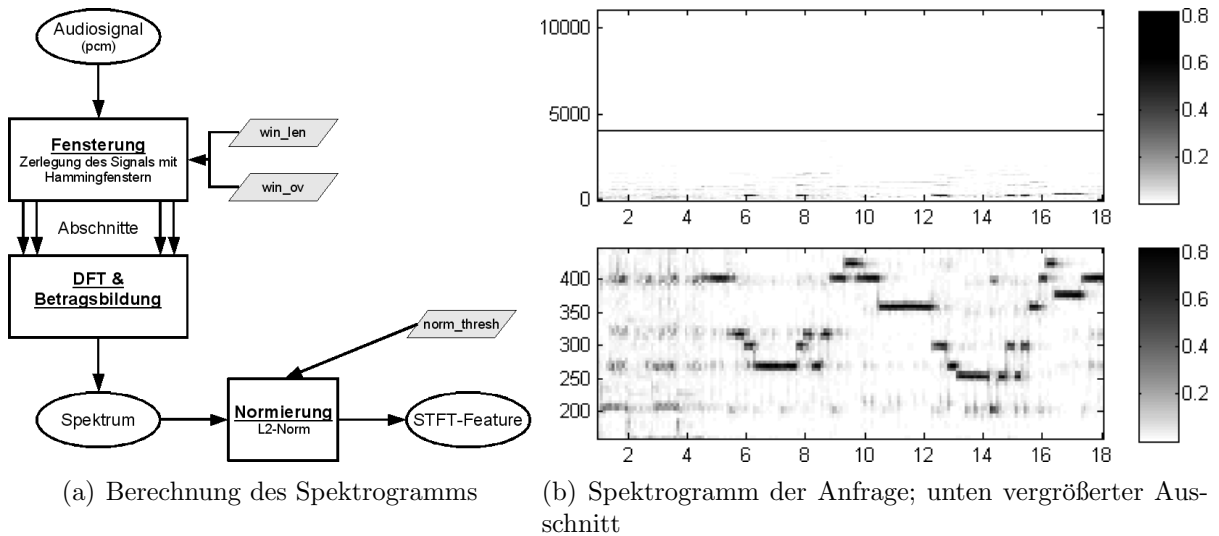 Audiosignal
(pcm)
Fensterung
Zerlegung des Signals mit
Hammingfenstern
win_len
win_ov
Abschnitte
DFT &
Betragsbildung
norm_thresh
Spektrum
Normierung
L2-Norm
STFT-Feature
(a) Berechnung des Spektrogramms
10000
5000
0
2 4 6 8 10 12 14 16 18
0.8
0.6
0.4
0.2
400
350
300
250
200
2 4 6 8 10 12 14 16 18
0.8
0.6
0.4
0.2
(b) Spektrogramm der Anfrage; unten vergrößerter Aus-
schnitt